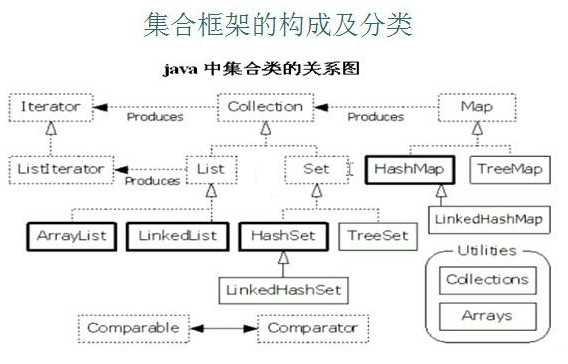 集合框架的构成及分类
java 中集合类的关系图
Iterator
Produces
Collection
Produces
Map
ListIterator
Produces
List
Set
HashMap
TreeMap
ArrayList
LinkedList
HashSet
TreeSet
LinkedHashMap
LinkedHashSet
Utilities
Collections
Arrays
Comparable
Comparator